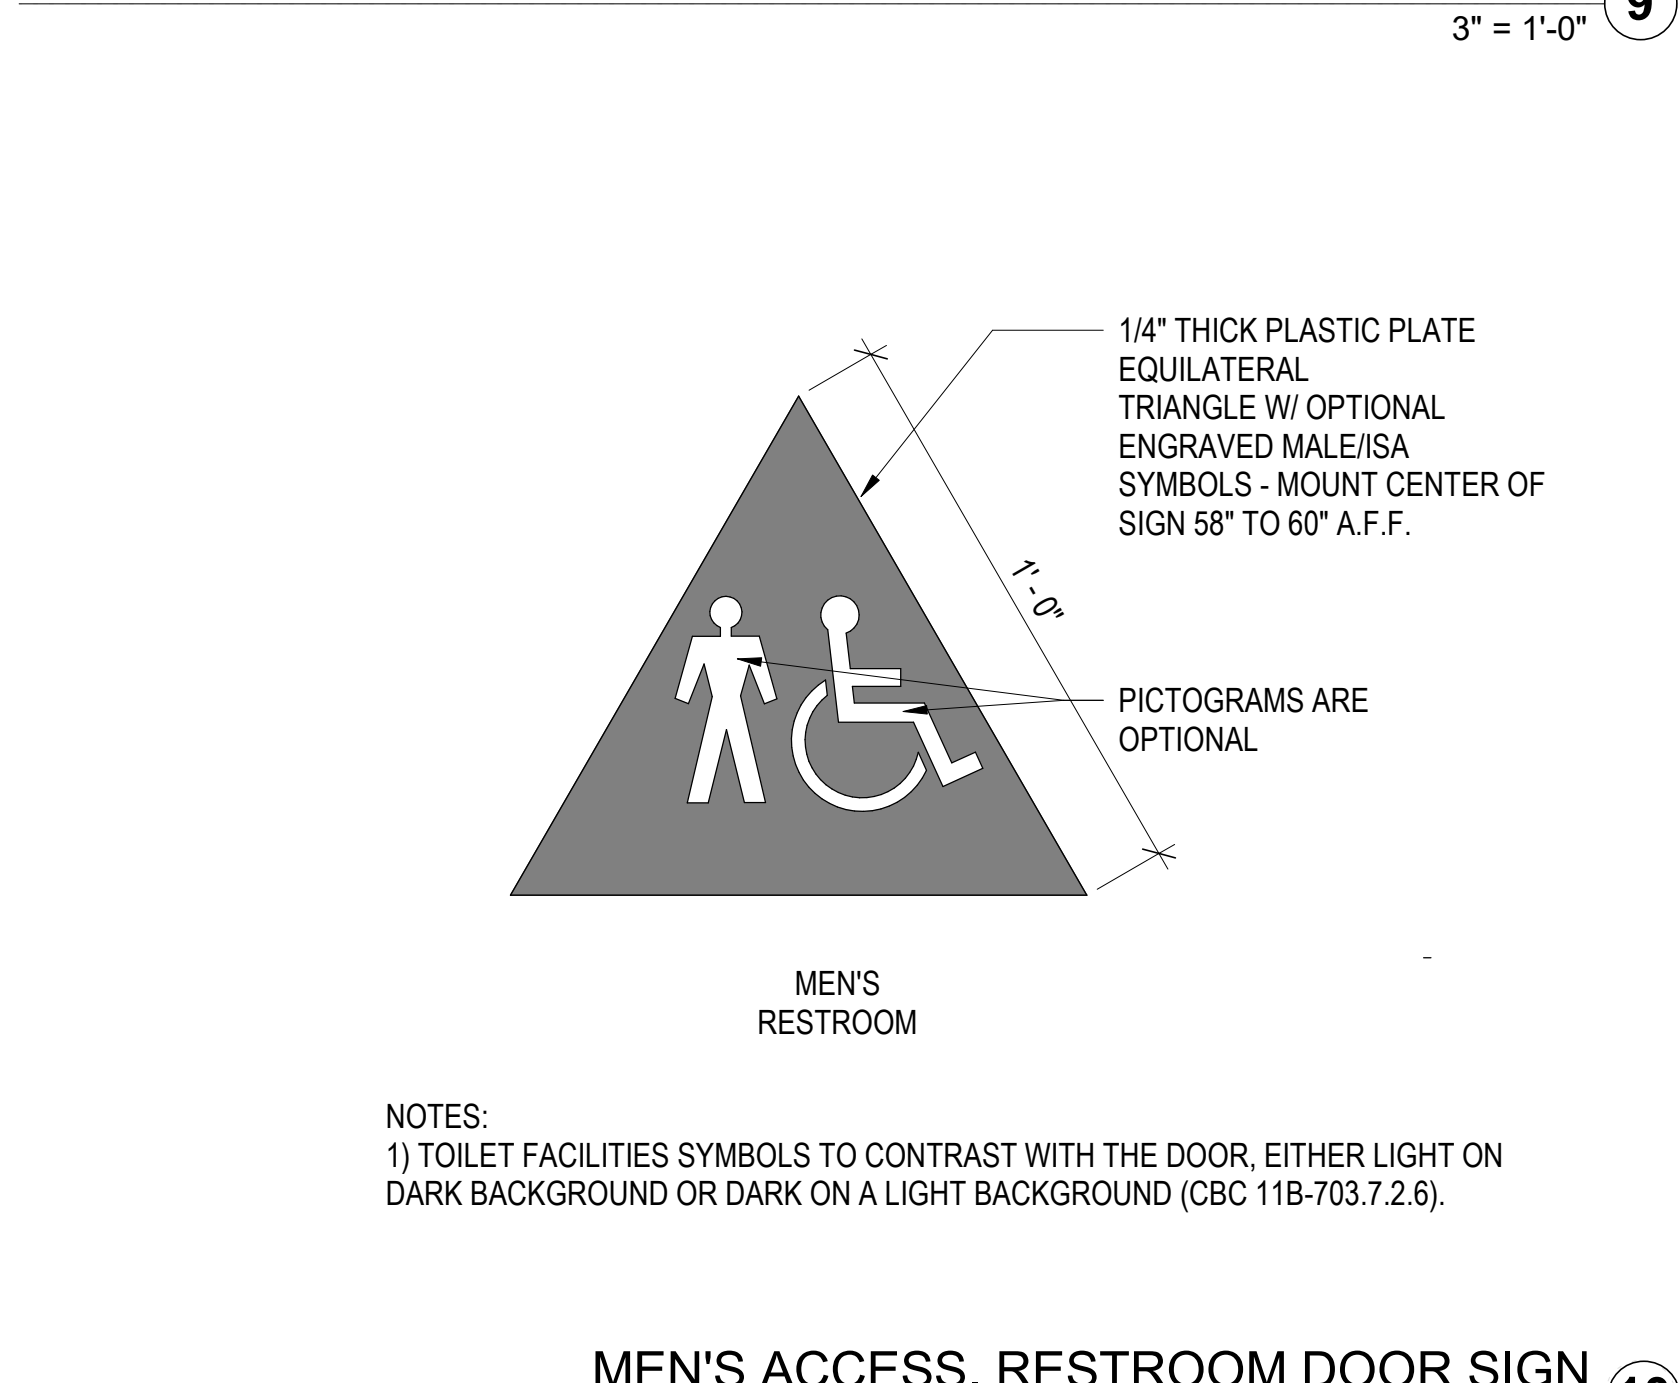 9
3" = 1'-0"
1/4" THICK PLASTIC PLATE
EQUILATERAL
TRIANGLE W/ OPTIONAL
ENGRAVED MALE/ISA
SYMBOLS - MOUNT CENTER OF
SIGN 58" TO 60" A.F.F.
1' - 0"
PICTOGRAMS ARE
OPTIONAL
MEN'S
RESTROOM
NOTES:
1) TOILET FACILITIES SYMBOLS TO CONTRAST WITH THE DOOR, EITHER LIGHT ON
DARK BACKGROUND OR DARK ON A LIGHT BACKGROUND (CBC 11B-703.7.2.6).
MEN'S ACCESS. RESTROOM DOOR SIGN